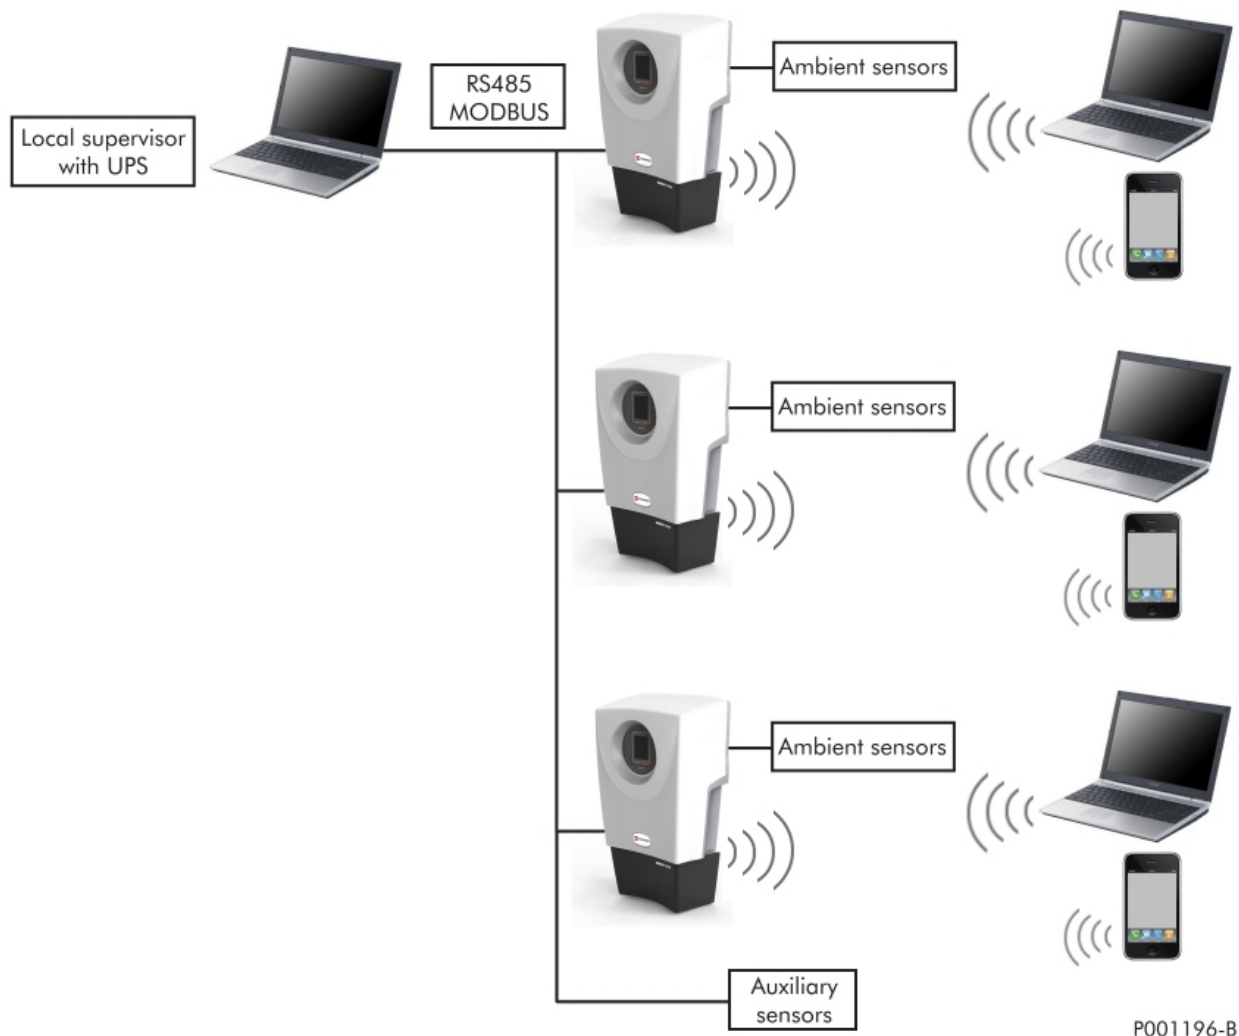 Local supervisor
with UPS
RS485
MODBUS
Ambient sensors
Ambient sensors
Ambient sensors
Auxiliary
sensors
P001196-B